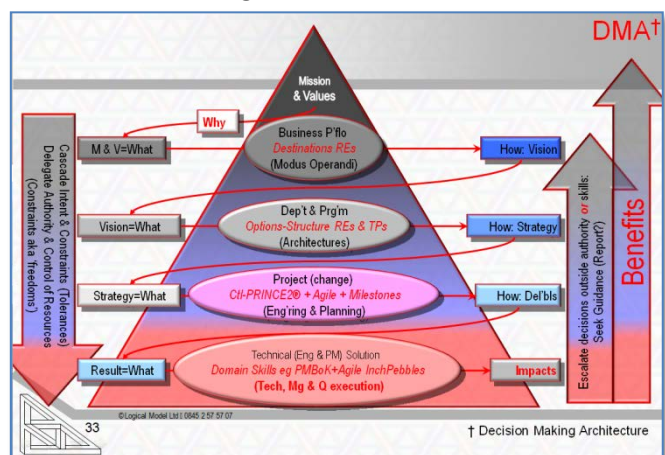 DMA†
Mission
& Values
Why
M & V=What
Business P'flo
Destinations REs
(Modus Operandi)
How: Vision
Vision=What
Dep't & Prg'm
Options-Structure REs & TPs
(Architectures)
How: Strategy
Strategy=What
Project (change)
Ctl-PRINCE2® + Agile + Milestones
(Eng'ring & Planning)
How: Del'bls
Result=What
Technical (Eng & PM) Solution
Domain Skills eg PMBoK+Agile InchPebbles
(Tech, Mg & Q execution)
Impacts
Cascade Intent & Constraints (Tolerances)
Delegate Authority & Control of Resources
(Constraints aka 'freedoms')
Escalate decisions outside authority or skills:
Seek Guidance (Report?)
Benefits
33
©Logical Model Ltd | 0845 2 57 57 07
† Decision Making Architecture